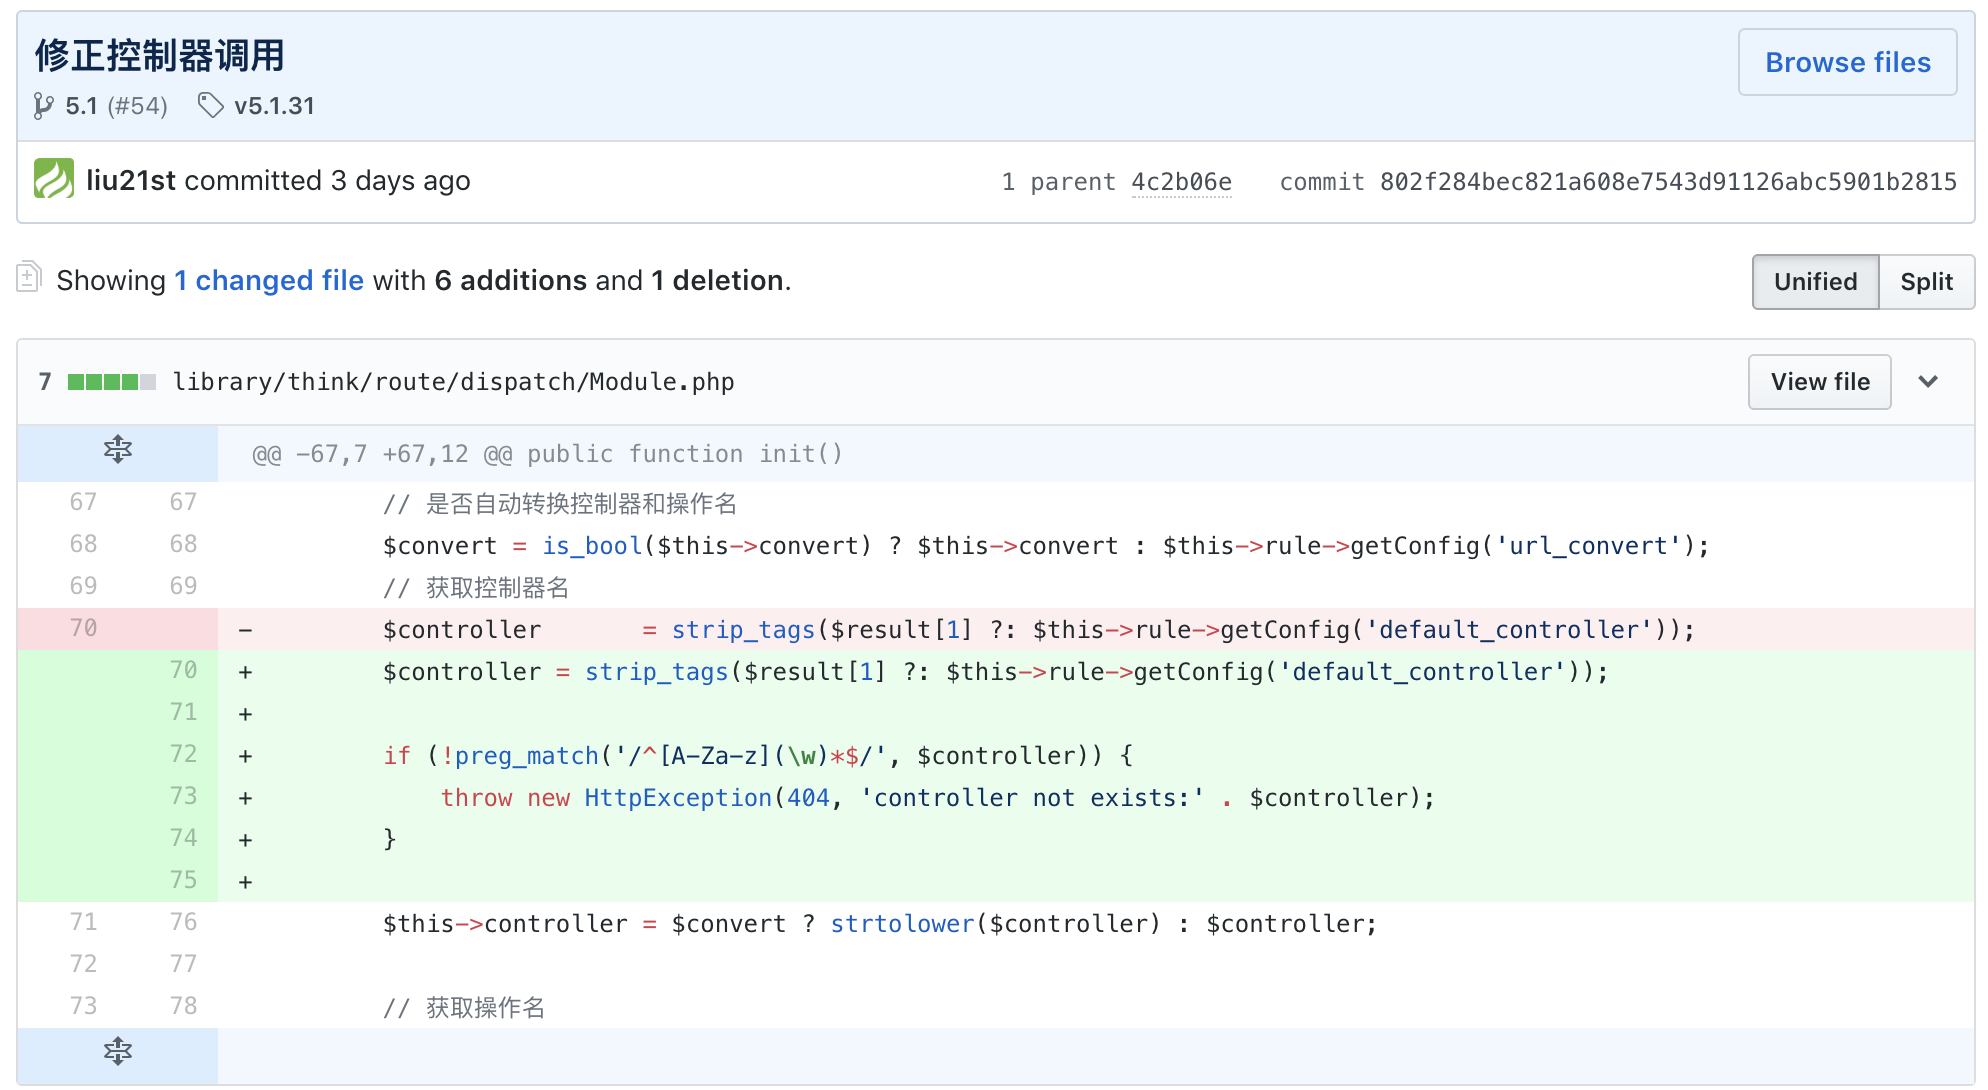 修正控制器调用
Browse files
5.1 (#54) v5.1.31
liu21st committed 3 days ago
1 parent 4c2b06e commit 802f284bec821a608e7543d91126abc5901b2815
Showing 1 changed file with 6 additions and 1 deletion.
Unified Split
7 library/think/route/dispatch/Module.php
View file
@@ -67,7 +67,12 @@ public function init()
67 67 // 是否自动转换控制器和操作名
68 68 $convert = is_bool($this->convert) ? $this->convert : $this->rule->getConfig('url_convert');
69 69 // 获取控制器名
70 - $controller       = strip_tags($result[1] ?: $this->rule->getConfig('default_controller'));
70 + $controller = strip_tags($result[1] ?: $this->rule->getConfig('default_controller'));
71 +
72 + if (!preg_match('/^[A-Za-z](\w)*$/', $controller)) {
73 + throw new HttpException(404, 'controller not exists:' . $controller);
74 + }
75 +
71 76 $this->controller = $convert ? strtolower($controller) : $controller;
72 77
73 78 // 获取操作名